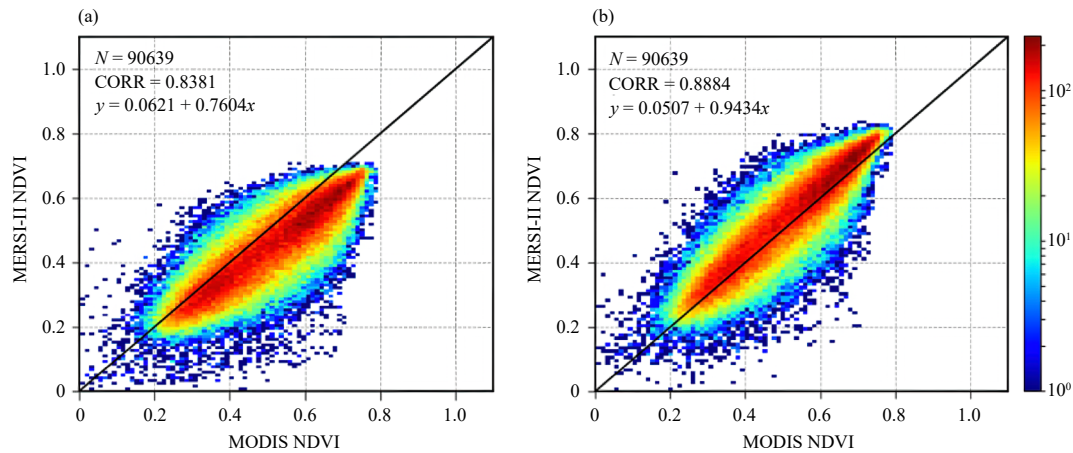 (a)
N = 90639
CORR = 0.8381
y = 0.0621 + 0.7604x
1.0
0.8
0.6
0.4
0.2
0
0 0.2 0.4 0.6 0.8 1.0
MERSI-II NDVI
MODIS NDVI
(b)
N = 90639
CORR = 0.8884
y = 0.0507 + 0.9434x
1.0
0.8
0.6
0.4
0.2
0
0 0.2 0.4 0.6 0.8 1.0
MERSI-II NDVI
MODIS NDVI
10²
10¹
10⁰